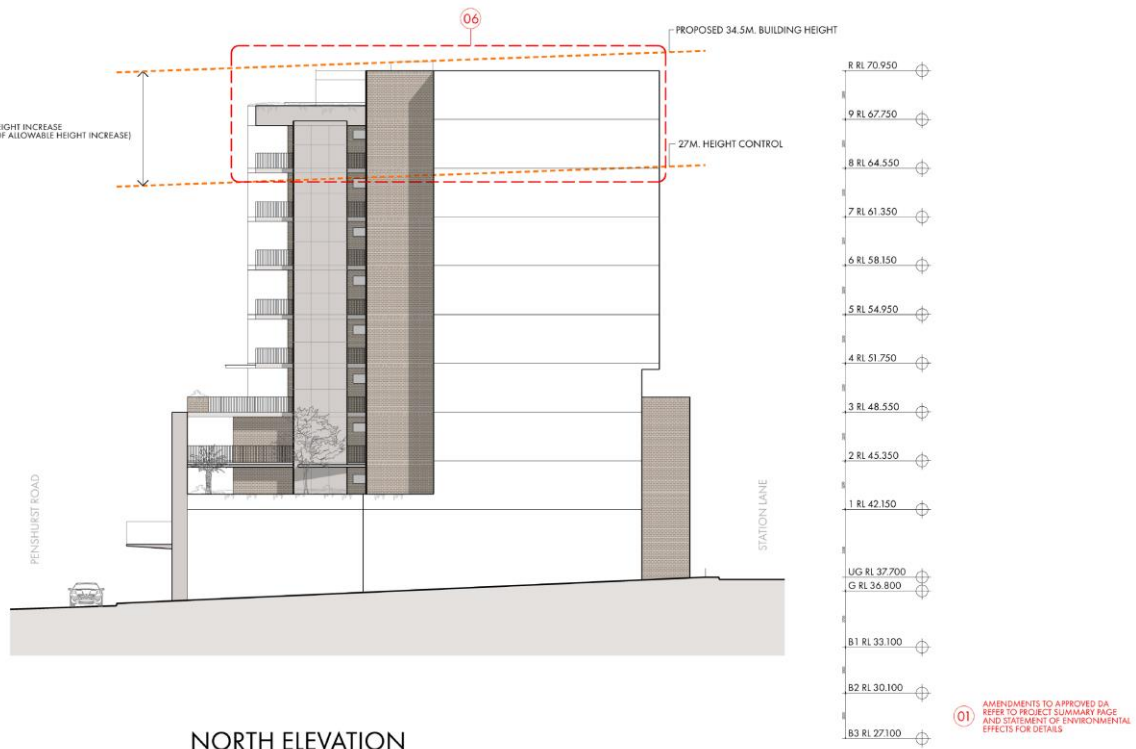 06
PROPOSED 34.5M. BUILDING HEIGHT
R RL 70.950
9 RL 67.750
EIGHT INCREASE
OF ALLOWABLE HEIGHT INCREASE)
27M. HEIGHT CONTROL
8 RL 64.550
7 RL 61.350
6 RL 58.150
5 RL 54.950
4 RL 51.750
3 RL 48.550
2 RL 45.350
PENSHURST ROAD
STATION LANE
1 RL 42.150
UG RL 37.700
G RL 36.800
B1 RL 33.100
B2 RL 30.100
01
AMENDMENTS TO APPROVED DA
REFER TO PROJECT SUMMARY PAGE
AND STATEMENT OF ENVIRONMENTAL
EFFECTS FOR DETAILS
B3 RL 27.100
NORTH ELEVATION